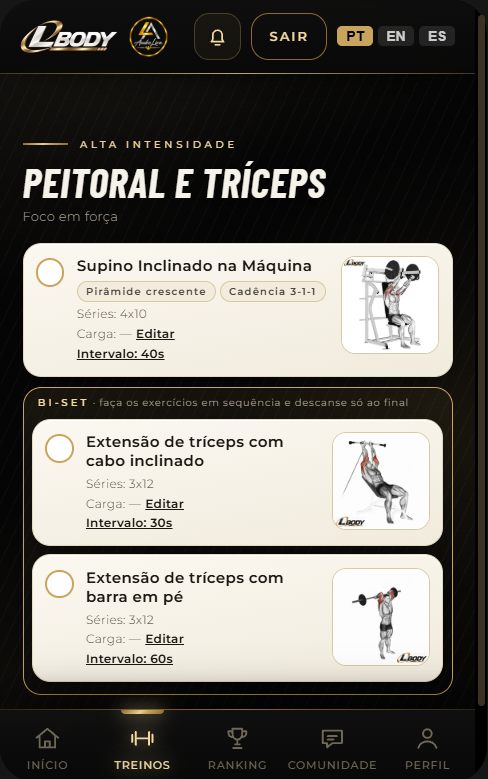 LBODY
SAIR
PT EN ES
ALTA INTENSIDADE
PEITORAL E TRÍCEPS
Foco em força
Supino Inclinado na Máquina
Pirâmide crescente Cadência 3-1-1
Séries: 4x10
Carga: — Editar
Intervalo: 40s
LBODY
BI-SET · faça os exercícios em sequência e descanse só ao final
Extensão de tríceps com
cabo inclinado
Séries: 3x12
Carga: — Editar
Intervalo: 30s
LBODY
Extensão de tríceps com
barra em pé
Séries: 3x12
Carga: — Editar
Intervalo: 60s
LBODY
INÍCIO TREINOS RANKING COMUNIDADE PERFIL